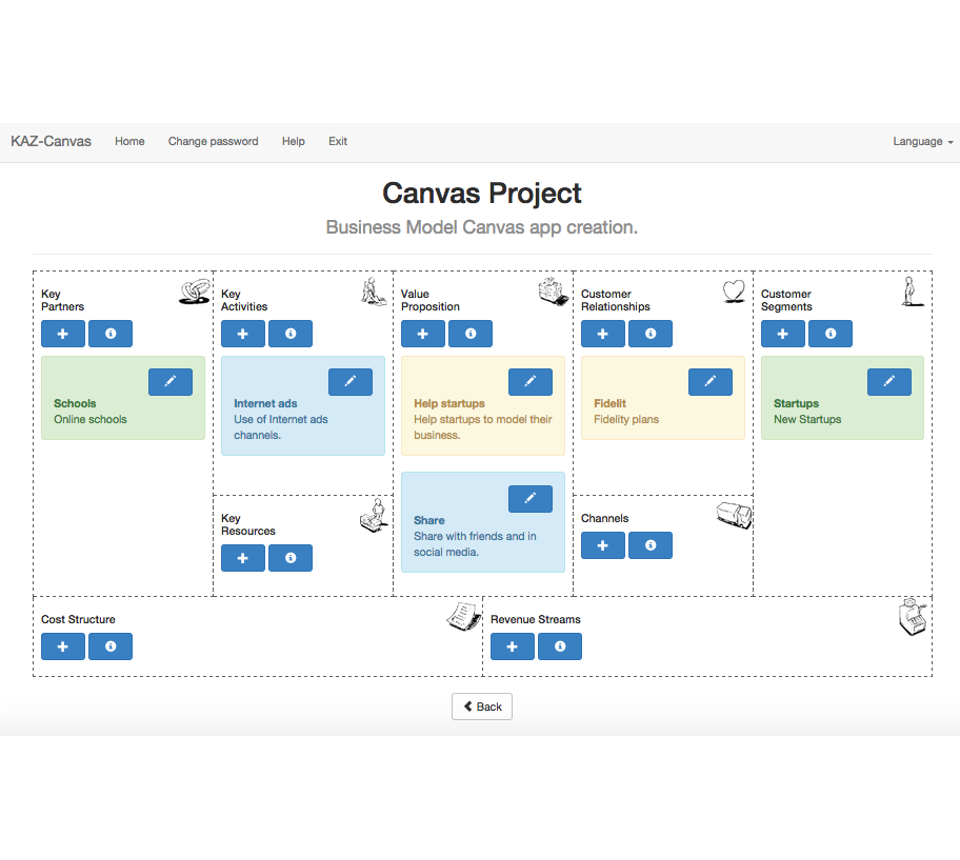 KAZ-Canvas Home Change password Help Exit Language
Canvas Project
Business Model Canvas app creation.
Key
Partners
Schools
Online schools
Key
Activities
Internet ads
Use of Internet ads
channels.
Key
Resources
Value
Proposition
Help startups
Help startups to model their
business.
Share
Share with friends and in
social media.
Customer
Relationships
Fidelit
Fidelity plans
Channels
Customer
Segments
Startups
New Startups
Cost Structure
Revenue Streams
Back